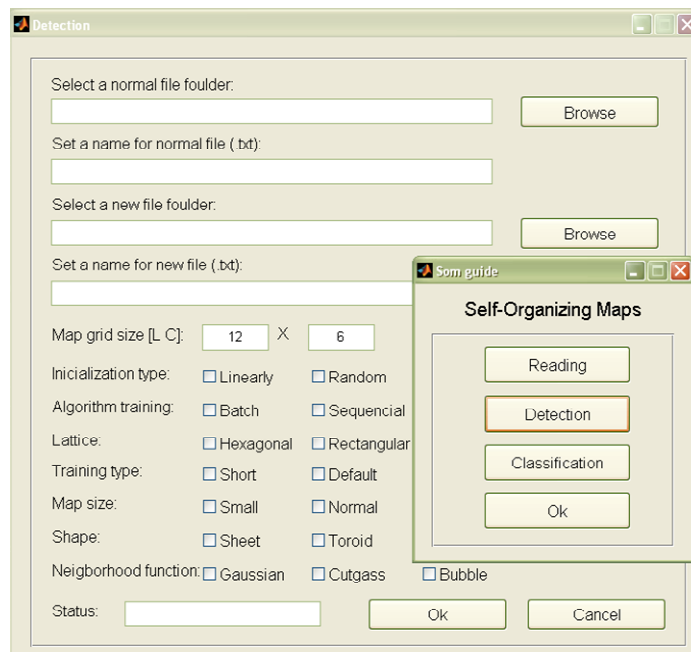 Detection
Select a normal file foulder:
Browse
Set a name for normal file (.txt):
Select a new file foulder:
Browse
Set a name for new file (.txt):
Map grid size [L C]: 12 X 6
Inicialization type: Linearly Random
Algorithm training: Batch Sequencial
Lattice: Hexagonal Rectangular
Training type: Short Default
Map size: Small Normal
Shape: Sheet Toroid
Neigborhood function: Gaussian Cutgass Bubble
Status: Ok Cancel
Som guide
Self-Organizing Maps
Reading
Detection
Classification
Ok